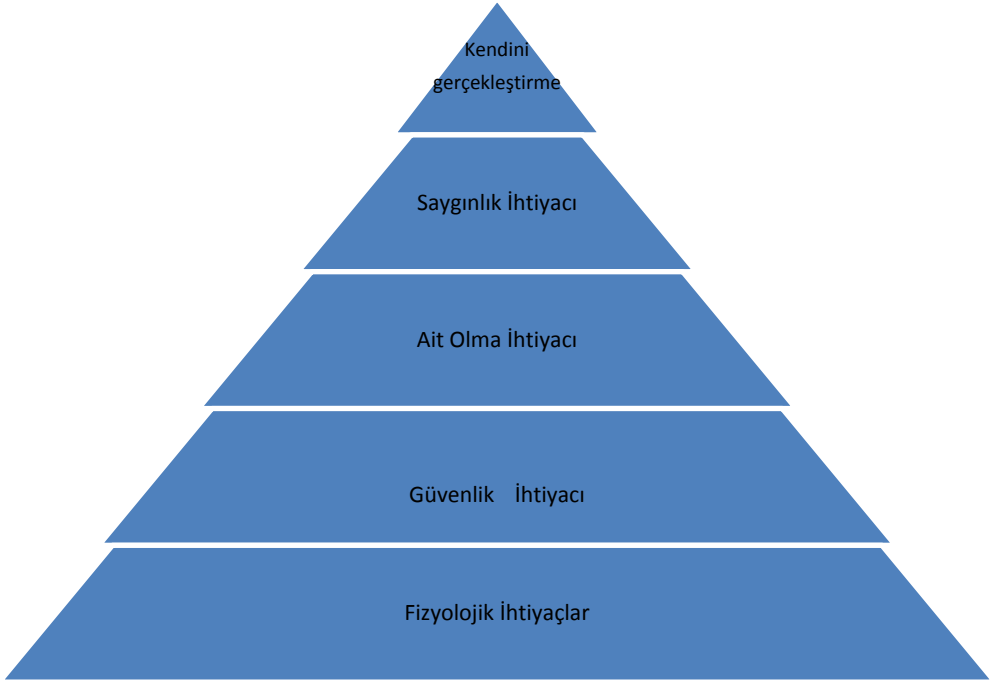 Kendini
gerçekleştirme
Saygınlık İhtiyacı
Ait Olma İhtiyacı
Güvenlik İhtiyacı
Fizyolojik İhtiyaçlar